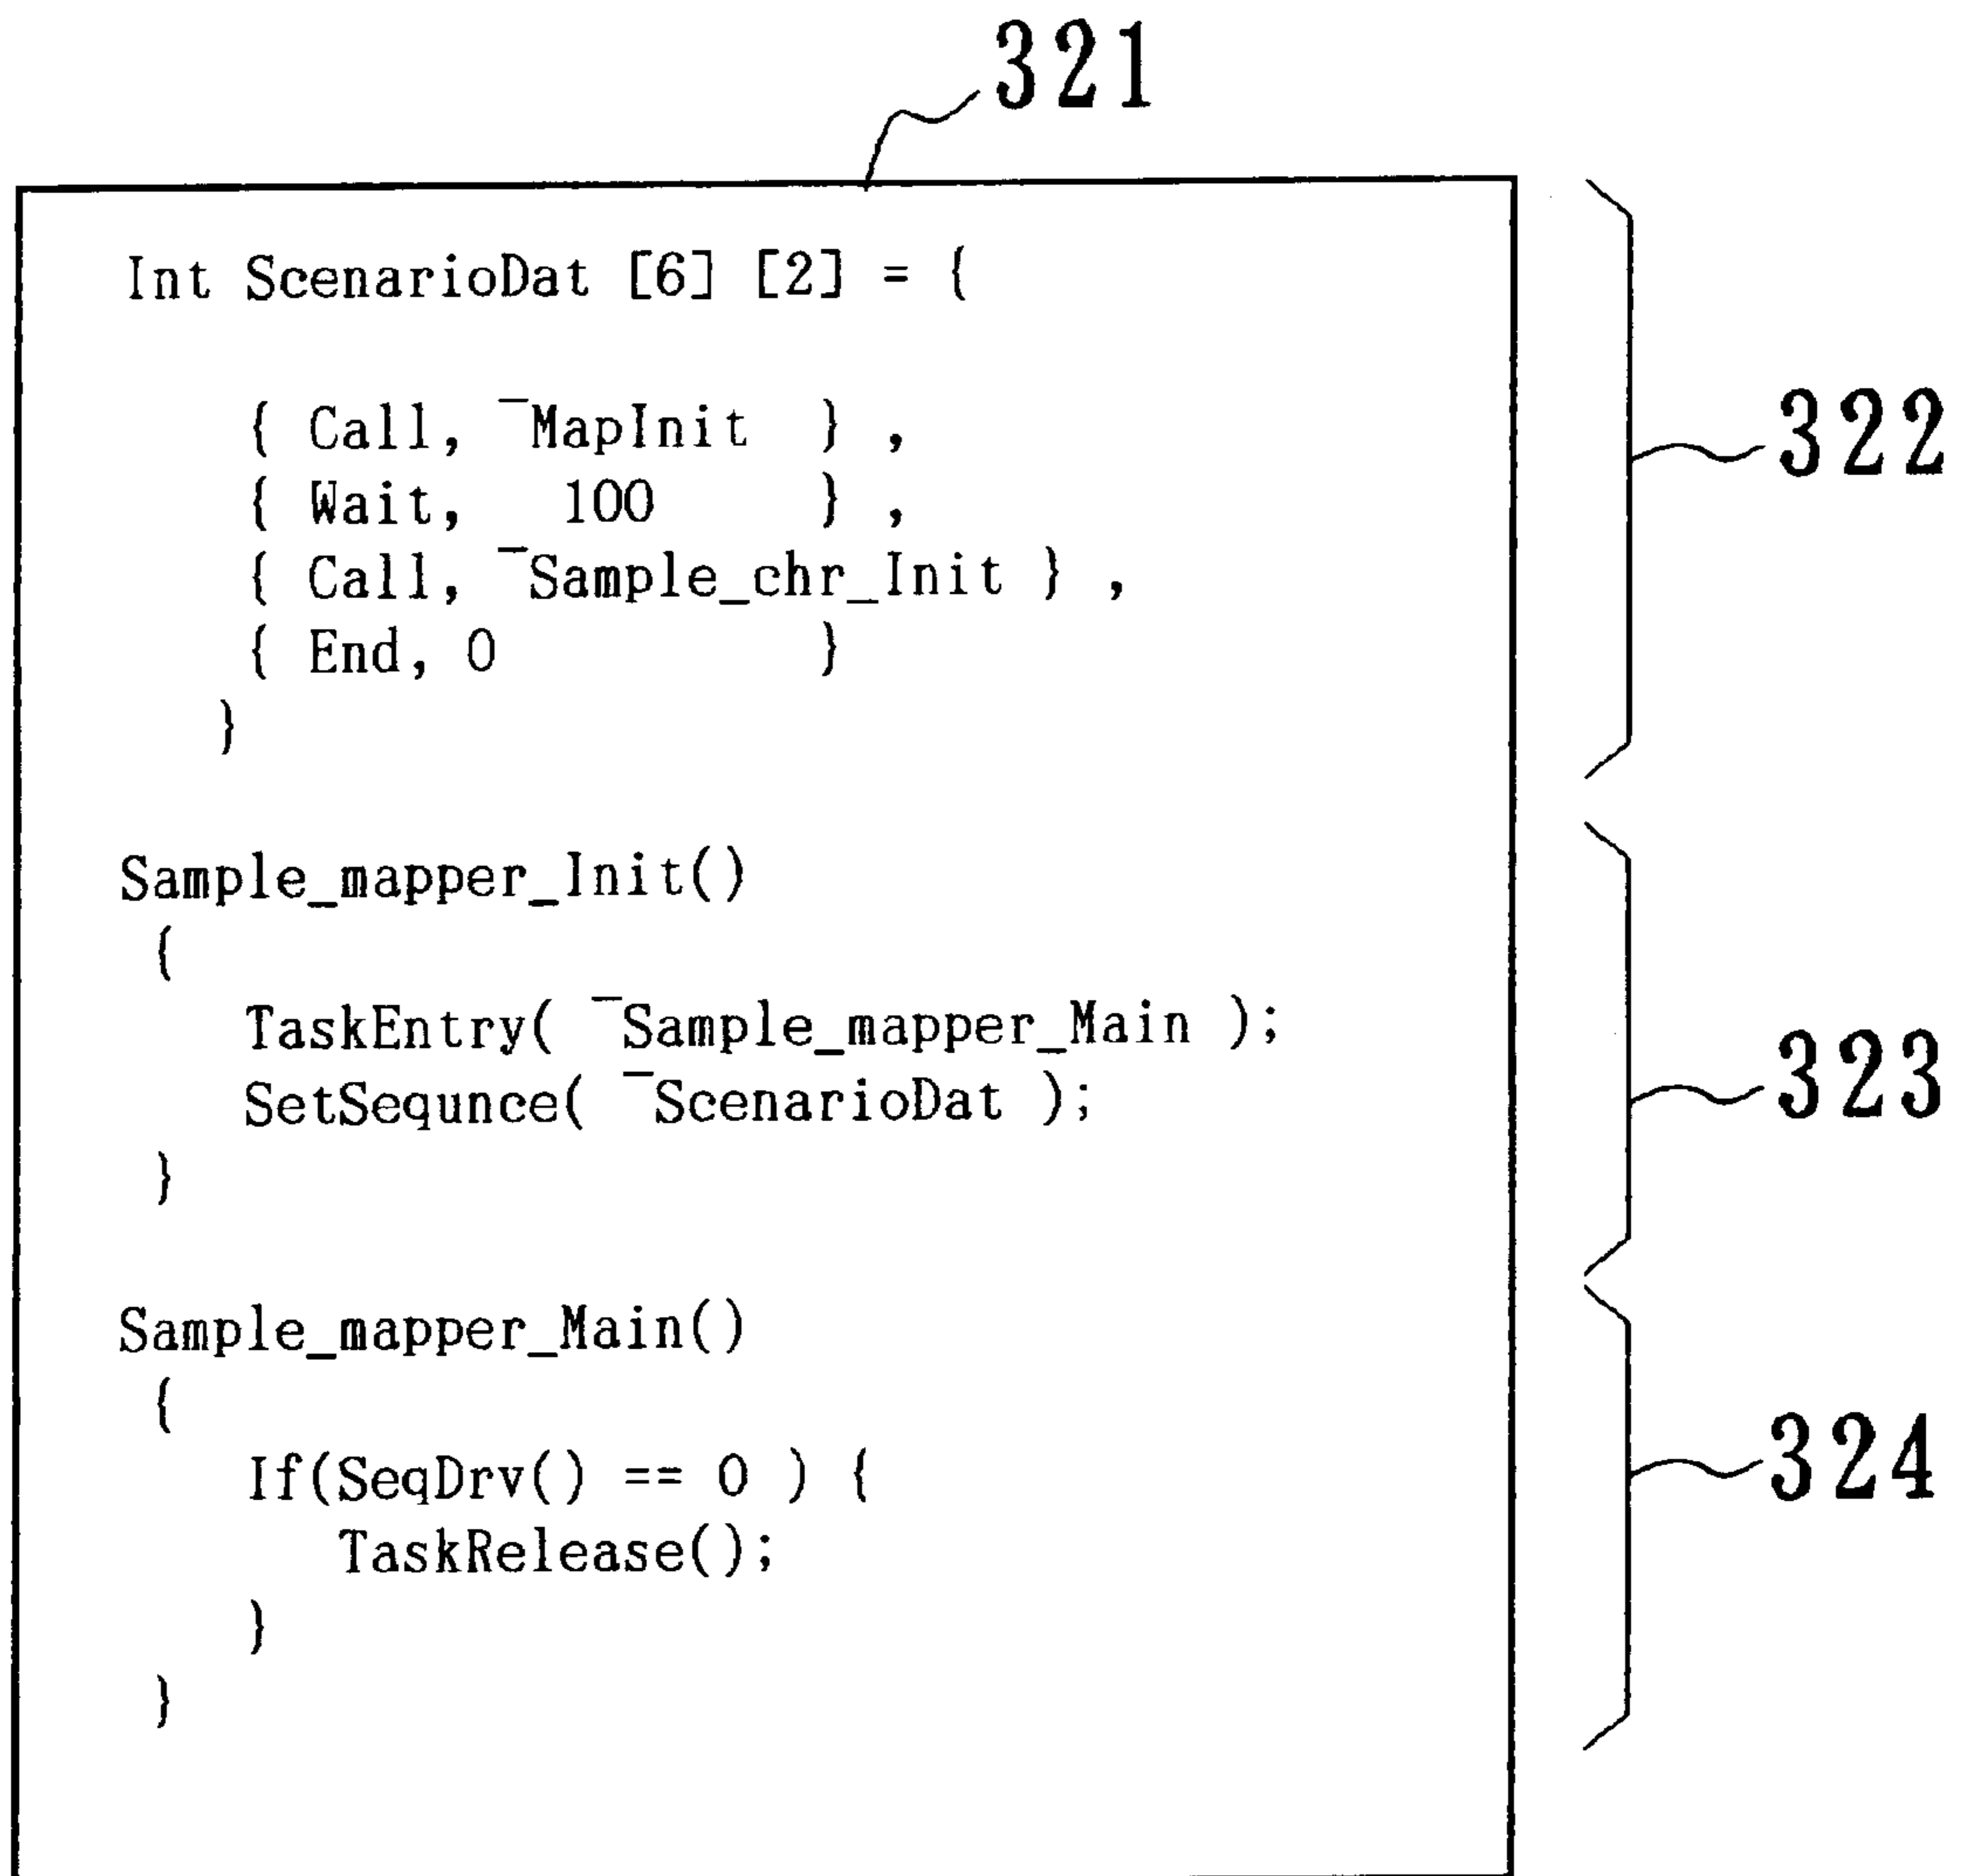 321
Int ScenarioDat [6] [2] = {
{ Call, ‾MapInit } ,
{ Wait, 100 } ,
{ Call, ‾Sample_chr_Init } ,
{ End, 0 }
}
322
Sample_mapper_Init()
{
TaskEntry( ‾Sample_mapper_Main );
SetSequnce( ‾ScenarioDat );
}
323
Sample_mapper_Main()
{
If(SeqDrv() == 0 ) {
TaskRelease();
}
}
324